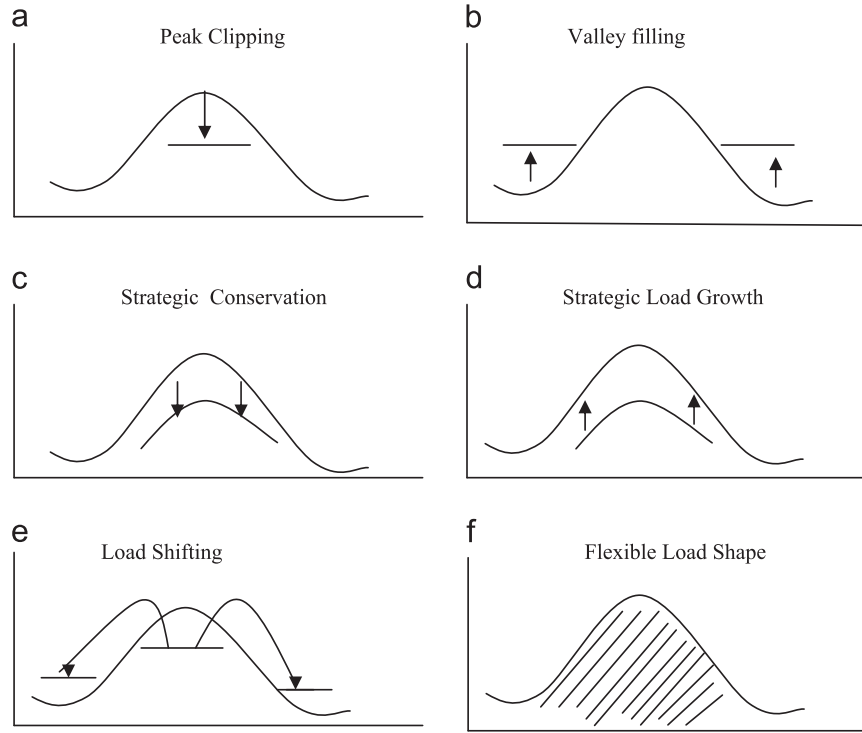 a
Peak Clipping
b
Valley filling
c
Strategic Conservation
d
Strategic Load Growth
e
Load Shifting
f
Flexible Load Shape